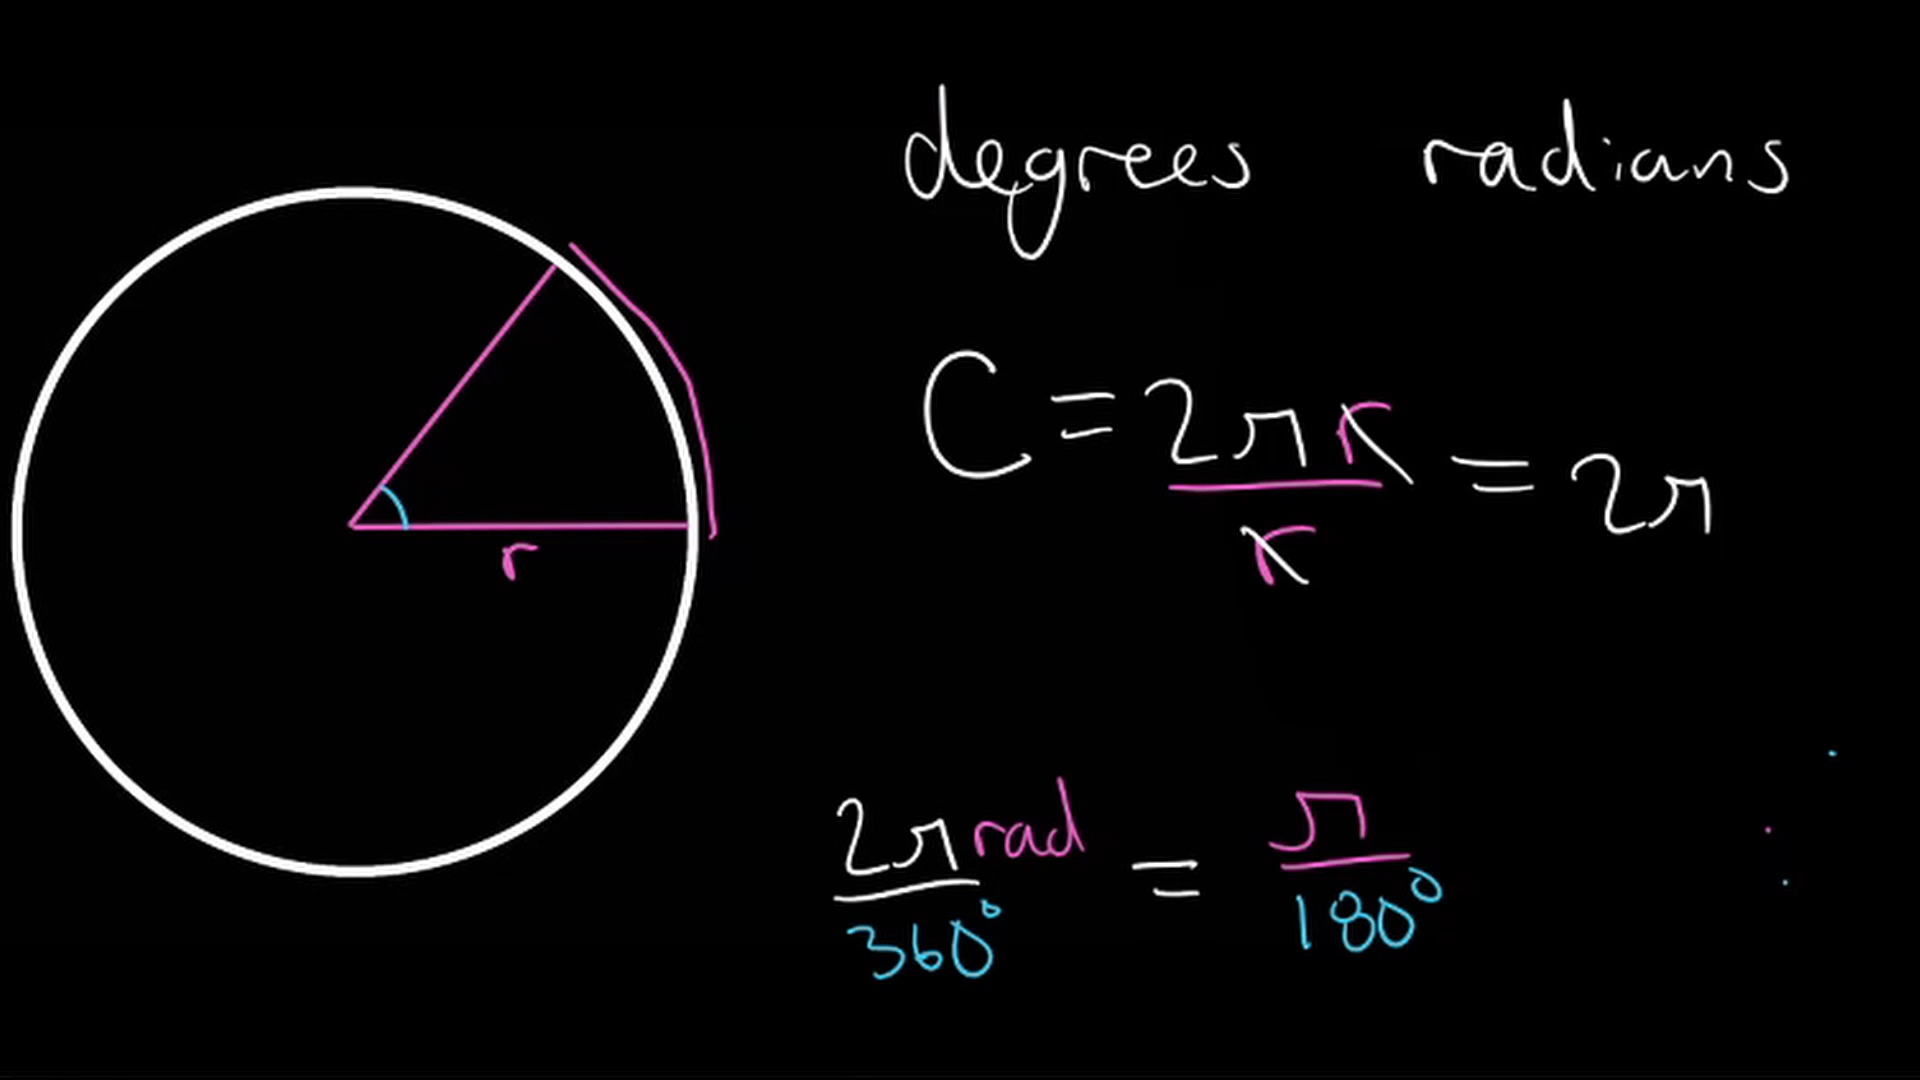 degrees radians
C = 2πr/r = 2π
r
2π rad/360° = π/180°